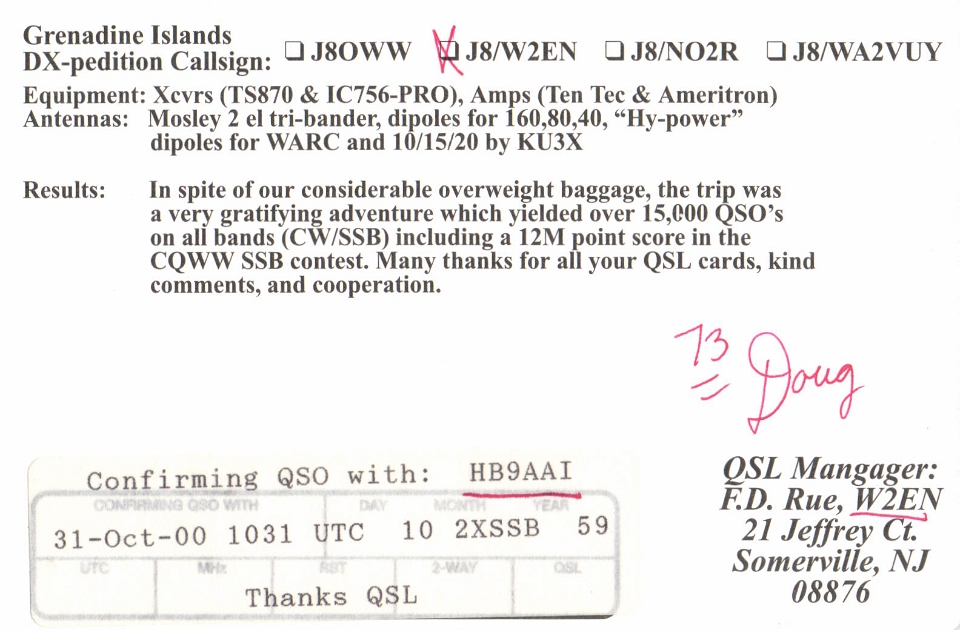 Grenadine Islands
DX-pedition Callsign: ❏ J8OWW ❏ J8/W2EN ❏ J8/NO2R ❏ J8/WA2VUY
Equipment: Xcvrs (TS870 & IC756-PRO), Amps (Ten Tec & Ameritron)
Antennas: Mosley 2 el tri-bander, dipoles for 160,80,40, “Hy-power”
dipoles for WARC and 10/15/20 by KU3X
Results: In spite of our considerable overweight baggage, the trip was
a very gratifying adventure which yielded over 15,000 QSO’s
on all bands (CW/SSB) including a 12M point score in the
CQWW SSB contest. Many thanks for all your QSL cards, kind
comments, and cooperation.
73 Doug
Confirming QSO with: HB9AAI
CONFIRMING QSO WITH DAY MONTH YEAR
31-Oct-00 1031 UTC 10 2XSSB 59
UTC MHz RST 2-WAY QSL
Thanks QSL
QSL Mangager:
F.D. Rue, W2EN
21 Jeffrey Ct.
Somerville, NJ
08876